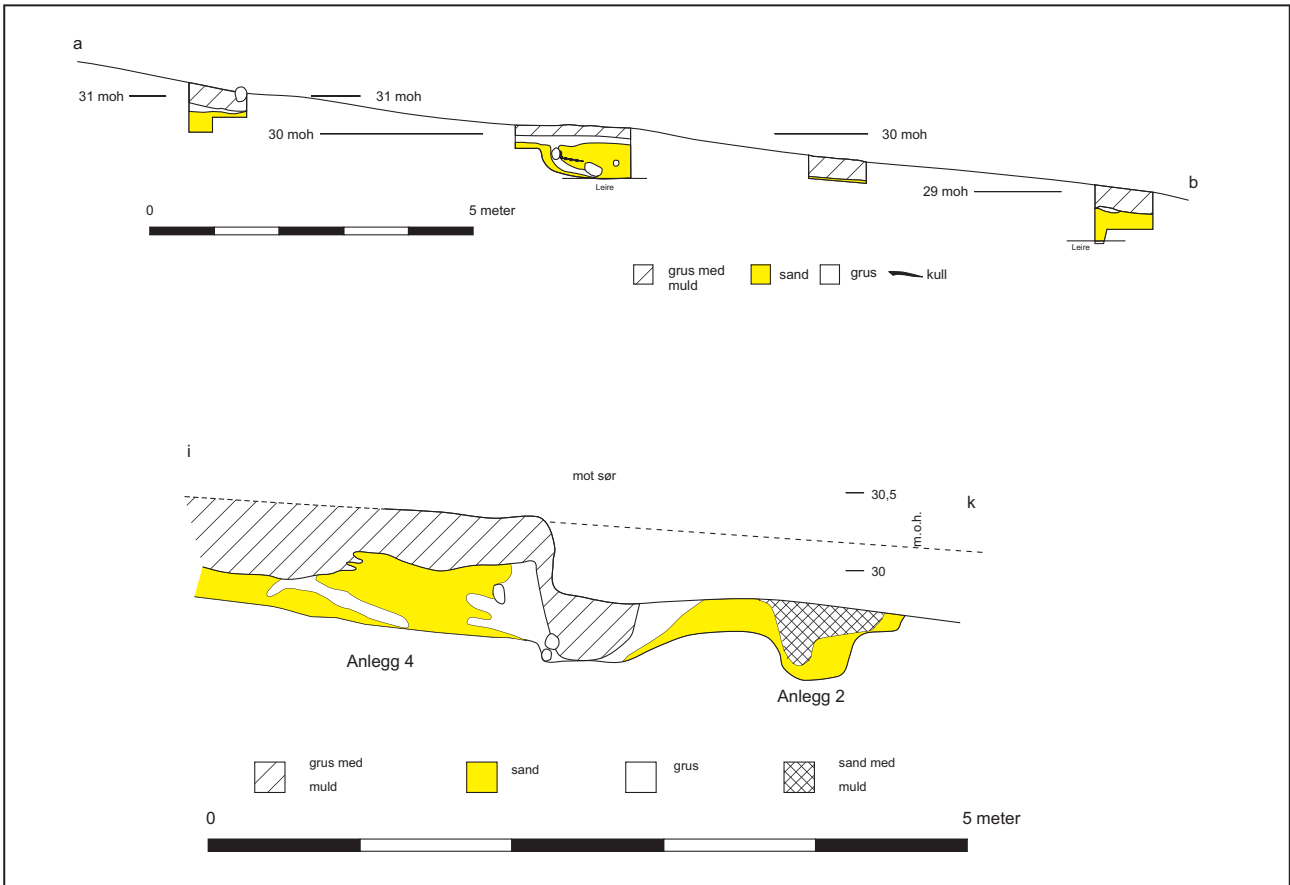 a
31 moh
31 moh
30 moh
30 moh
29 moh
b
Leire
Leire
0
5 meter
grus med
muld
sand
grus
kull
i
mot sør
30,5
k
m.o.h.
30
Anlegg 4
Anlegg 2
grus med
muld
sand
grus
sand med
muld
0
5 meter